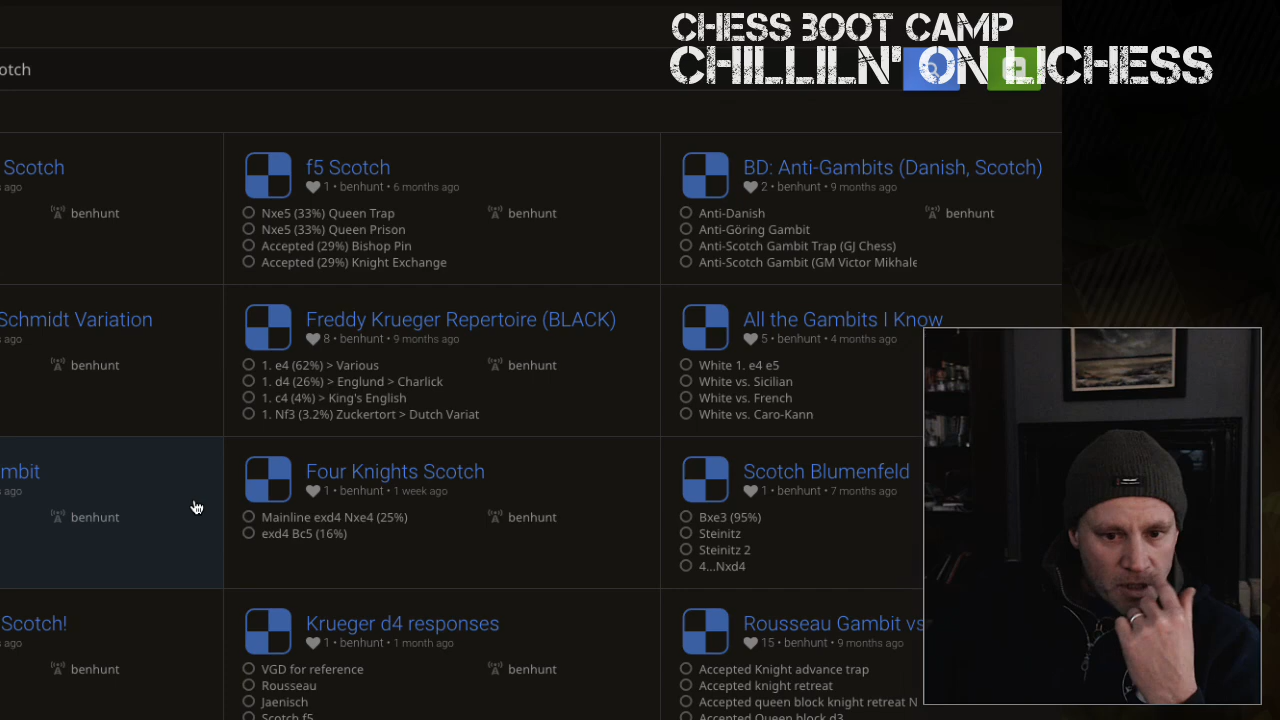 CHESS BOOT CAMP
CHILLILN' ON LICHESS
otch
Scotch
s ago
benhunt
f5 Scotch
1 • benhunt • 6 months ago
Nxe5 (33%) Queen Trap
Nxe5 (33%) Queen Prison
Accepted (29%) Bishop Pin
Accepted (29%) Knight Exchange
benhunt
BD: Anti-Gambits (Danish, Scotch)
2 • benhunt • 9 months ago
Anti-Danish
Anti-Göring Gambit
Anti-Scotch Gambit Trap (GJ Chess)
Anti-Scotch Gambit (GM Victor Mikhale
benhunt
Schmidt Variation
s ago
benhunt
Freddy Krueger Repertoire (BLACK)
8 • benhunt • 9 months ago
1. e4 (62%) > Various
1. d4 (26%) > Englund > Charlick
1. c4 (4%) > King's English
1. Nf3 (3.2%) Zuckertort > Dutch Variat
benhunt
All the Gambits I Know
5 • benhunt • 4 months ago
White 1. e4 e5
White vs. Sicilian
White vs. French
White vs. Caro-Kann
mbit
s ago
benhunt
Four Knights Scotch
1 • benhunt • 1 week ago
Mainline exd4 Nxe4 (25%)
exd4 Bc5 (16%)
benhunt
Scotch Blumenfeld
1 • benhunt • 7 months ago
Bxe3 (95%)
Steinitz
Steinitz 2
4...Nxd4
Scotch!
s ago
benhunt
Krueger d4 responses
1 • benhunt • 1 month ago
VGD for reference
Rousseau
Jaenisch
Scotch f5
benhunt
Rousseau Gambit vs
15 • benhunt • 9 months ago
Accepted Knight advance trap
Accepted knight retreat
Accepted queen block knight retreat N
Accepted Queen block d3